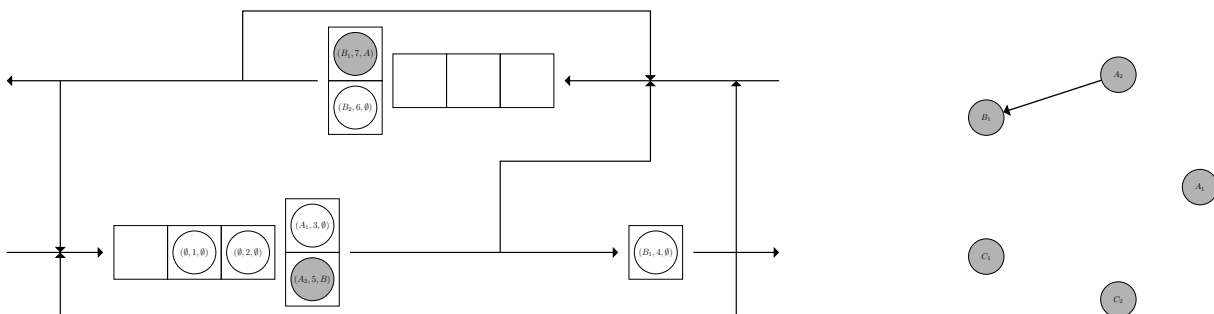 (B₁, 7, A)
(B₂, 6, ∅)
(∅, 1, ∅)
(∅, 2, ∅)
(A₁, 3, ∅)
(A₂, 5, B)
(B₁, 4, ∅)
A₂
B₁
A₁
C₁
C₂